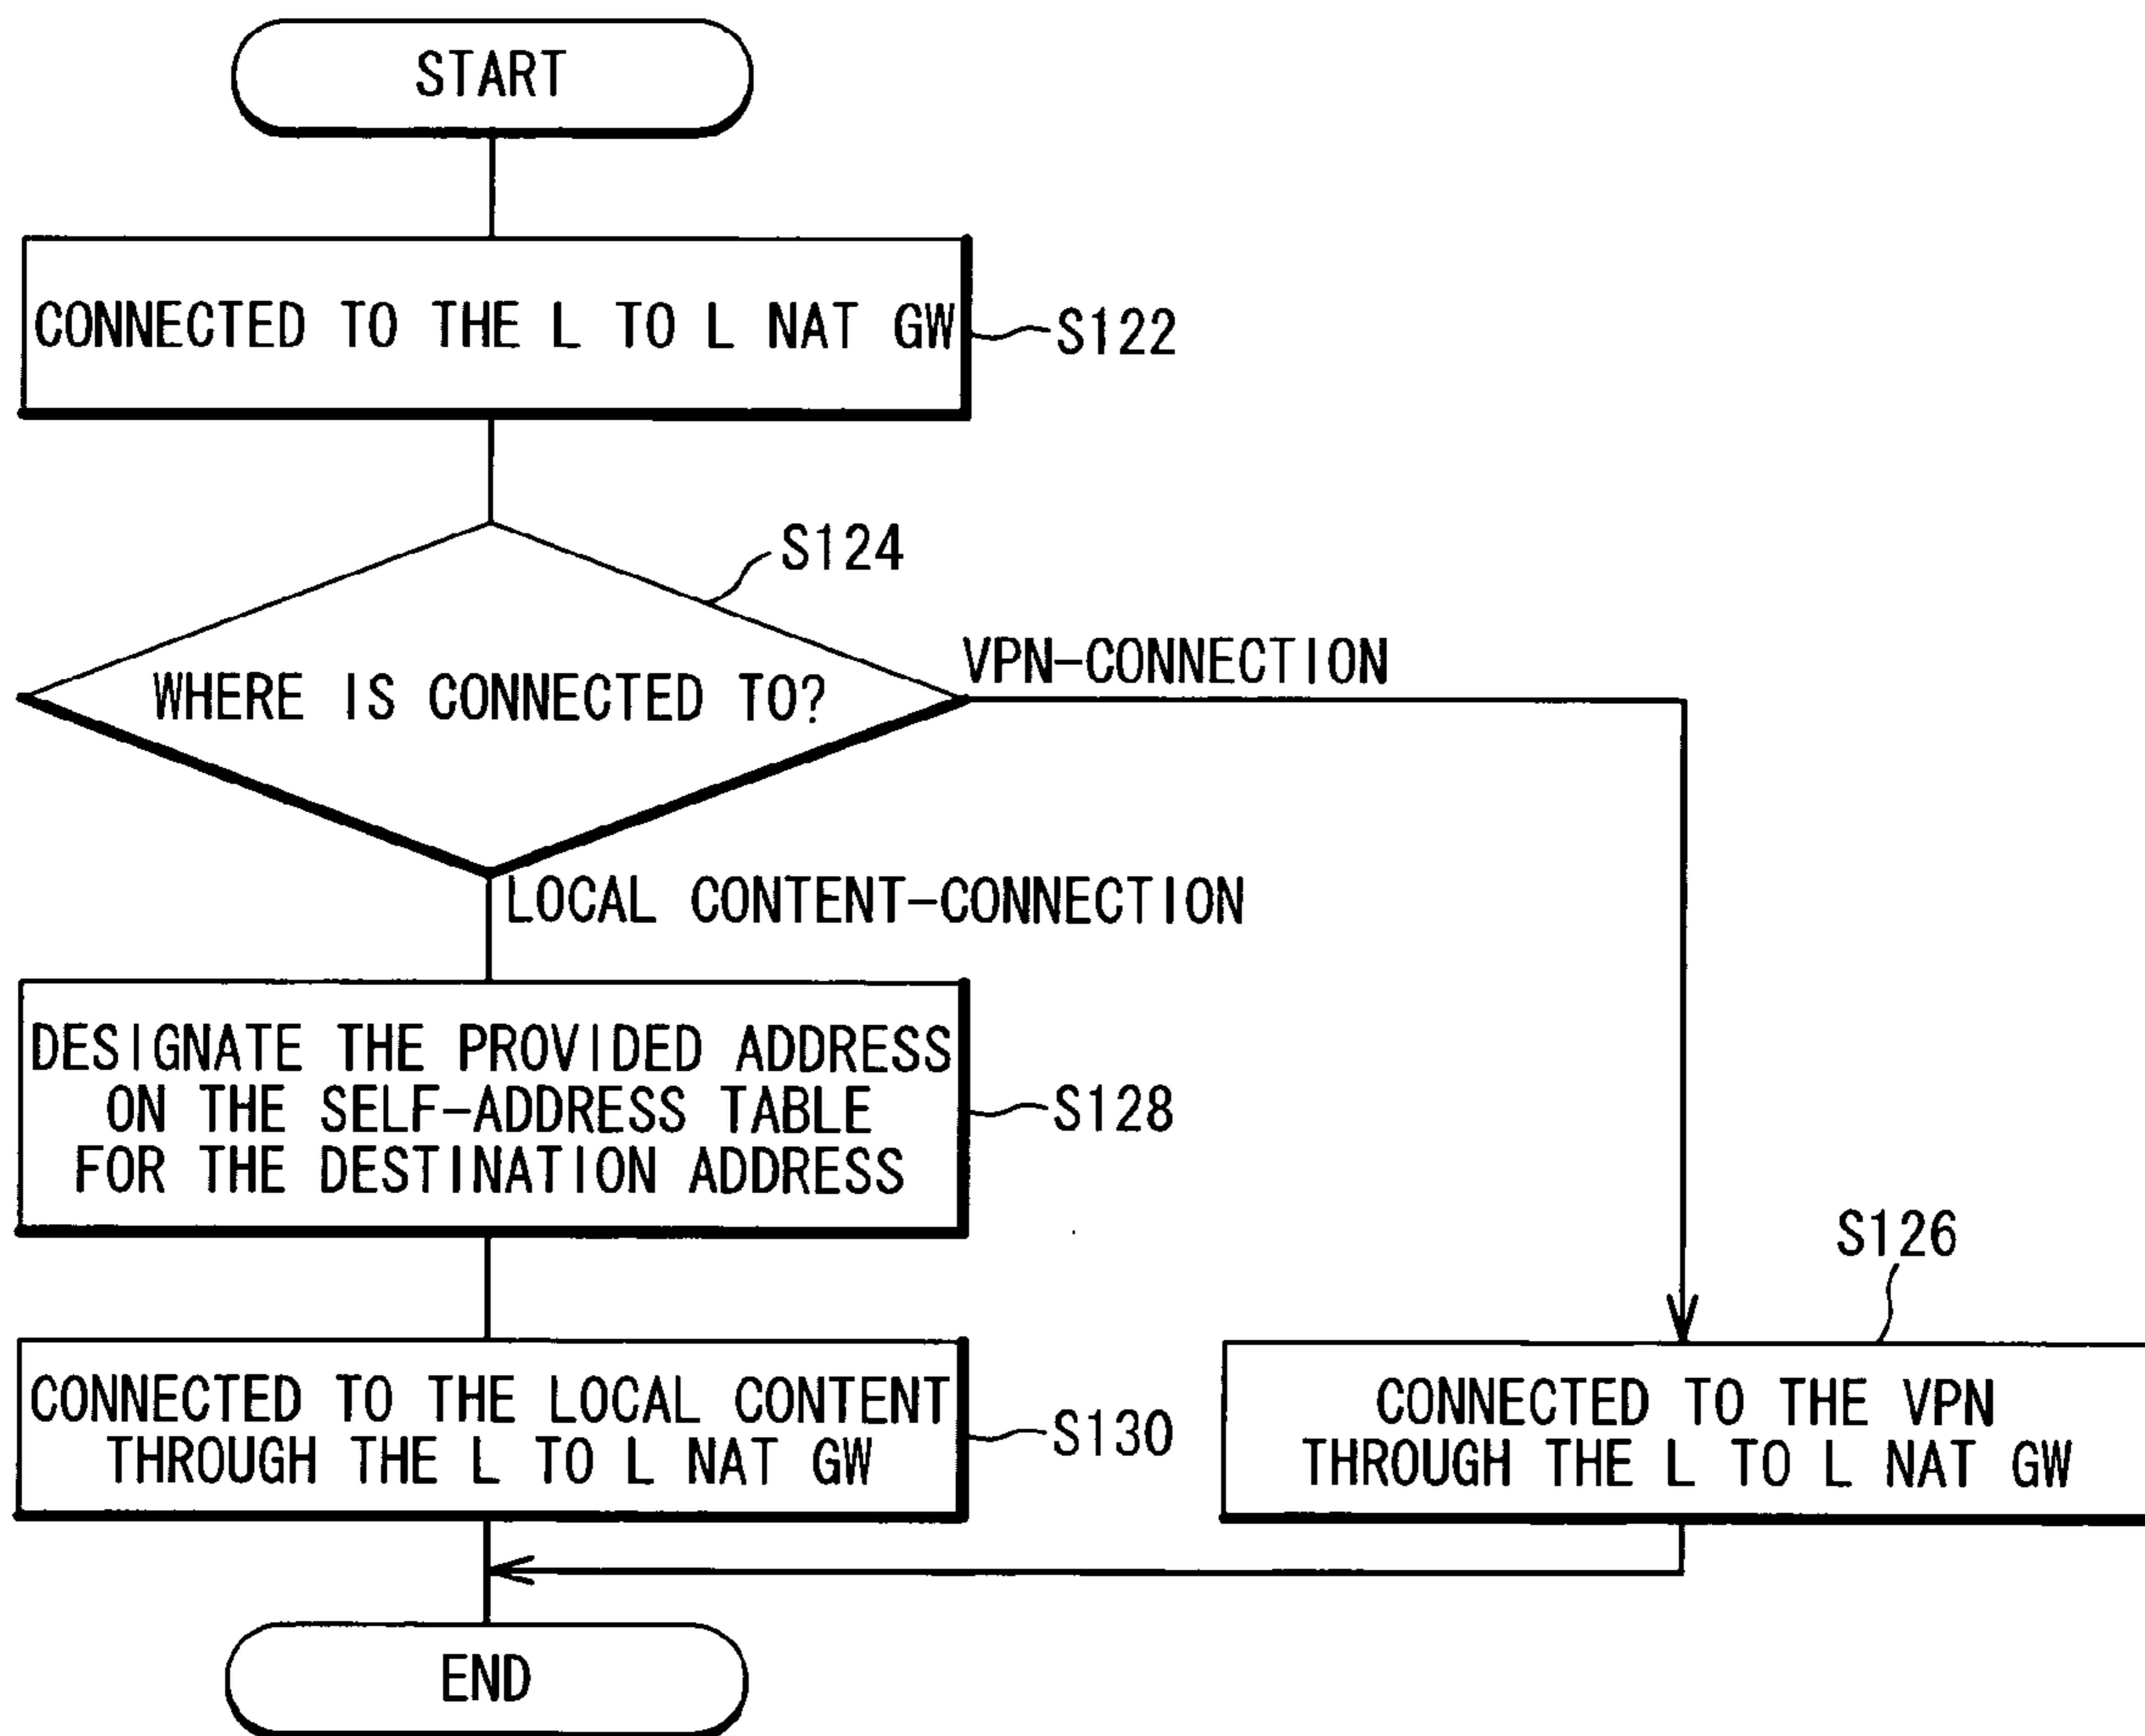 START
CONNECTED TO THE L TO L NAT GW
S122
S124
WHERE IS CONNECTED TO?
VPN-CONNECTION
LOCAL CONTENT-CONNECTION
DESIGNATE THE PROVIDED ADDRESS
ON THE SELF-ADDRESS TABLE
FOR THE DESTINATION ADDRESS
S128
S126
CONNECTED TO THE LOCAL CONTENT
THROUGH THE L TO L NAT GW
S130
CONNECTED TO THE VPN
THROUGH THE L TO L NAT GW
END